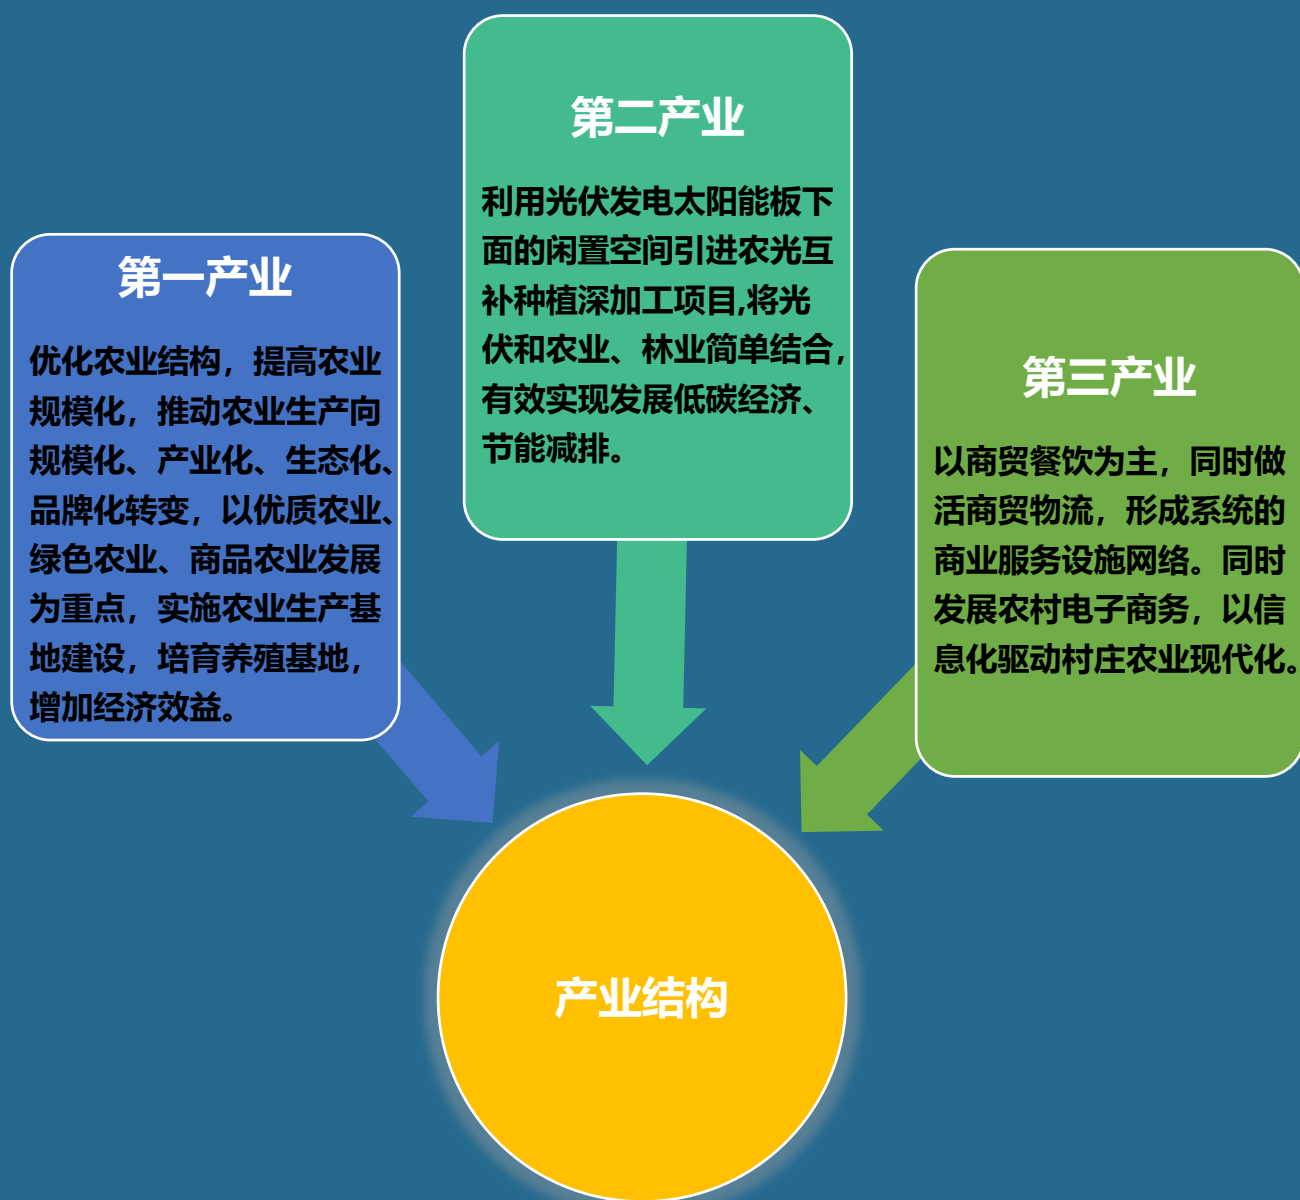 第一产业
优化农业结构，提高农业
规模化，推动农业生产向
规模化、产业化、生态化、
品牌化转变，以优质农业、
绿色农业、商品农业发展
为重点，实施农业生产基
地建设，培育养殖基地，
增加经济效益。
第二产业
利用光伏发电太阳能板下
面的闲置空间引进农光互
补种植深加工项目,将光
伏和农业、林业简单结合，
有效实现发展低碳经济、
节能减排。
第三产业
以商贸餐饮为主，同时做
活商贸物流，形成系统的
商业服务设施网络。同时
发展农村电子商务，以信
息化驱动村庄农业现代化。
产业结构